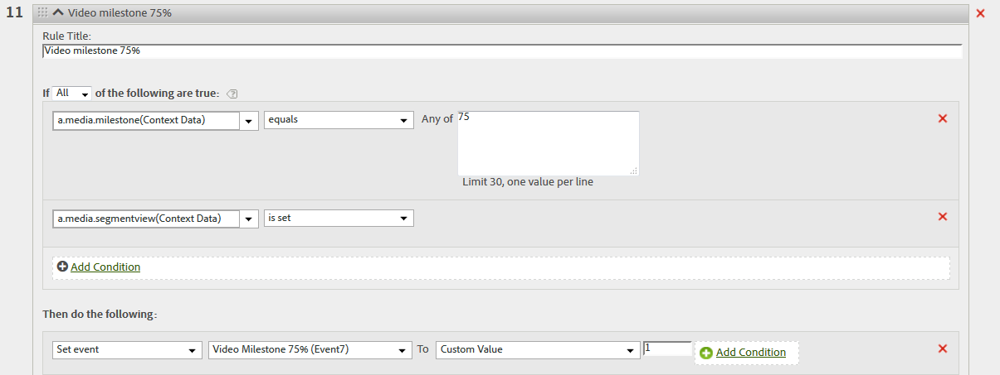 11 Video milestone 75%
Rule Title:
Video milestone 75%
If All of the following are true: ?
a.media.milestone(Context Data) equals Any of 75
Limit 30, one value per line
a.media.segmentview(Context Data) is set
Add Condition
Then do the following:
Set event Video Milestone 75% (Event7) To Custom Value 1 Add Condition